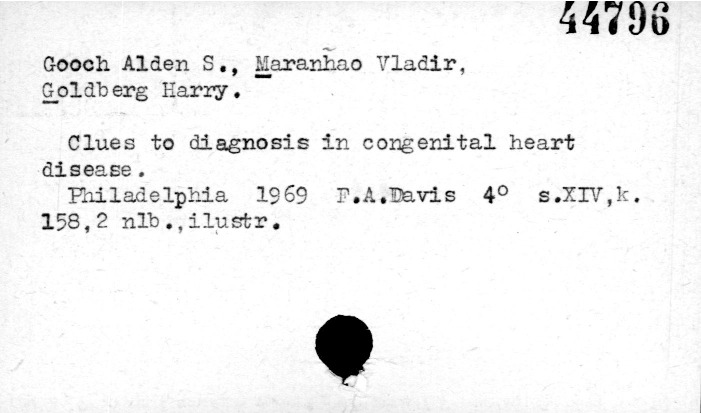 44796
Gooch Alden S., Maranhão Vladir,
Goldberg Harry.
Clues to diagnosis in congenital heart
disease.
Philadelphia 1969 F.A.Davis 4° s.XIV,k.
158,2 nlb.,ilustr.